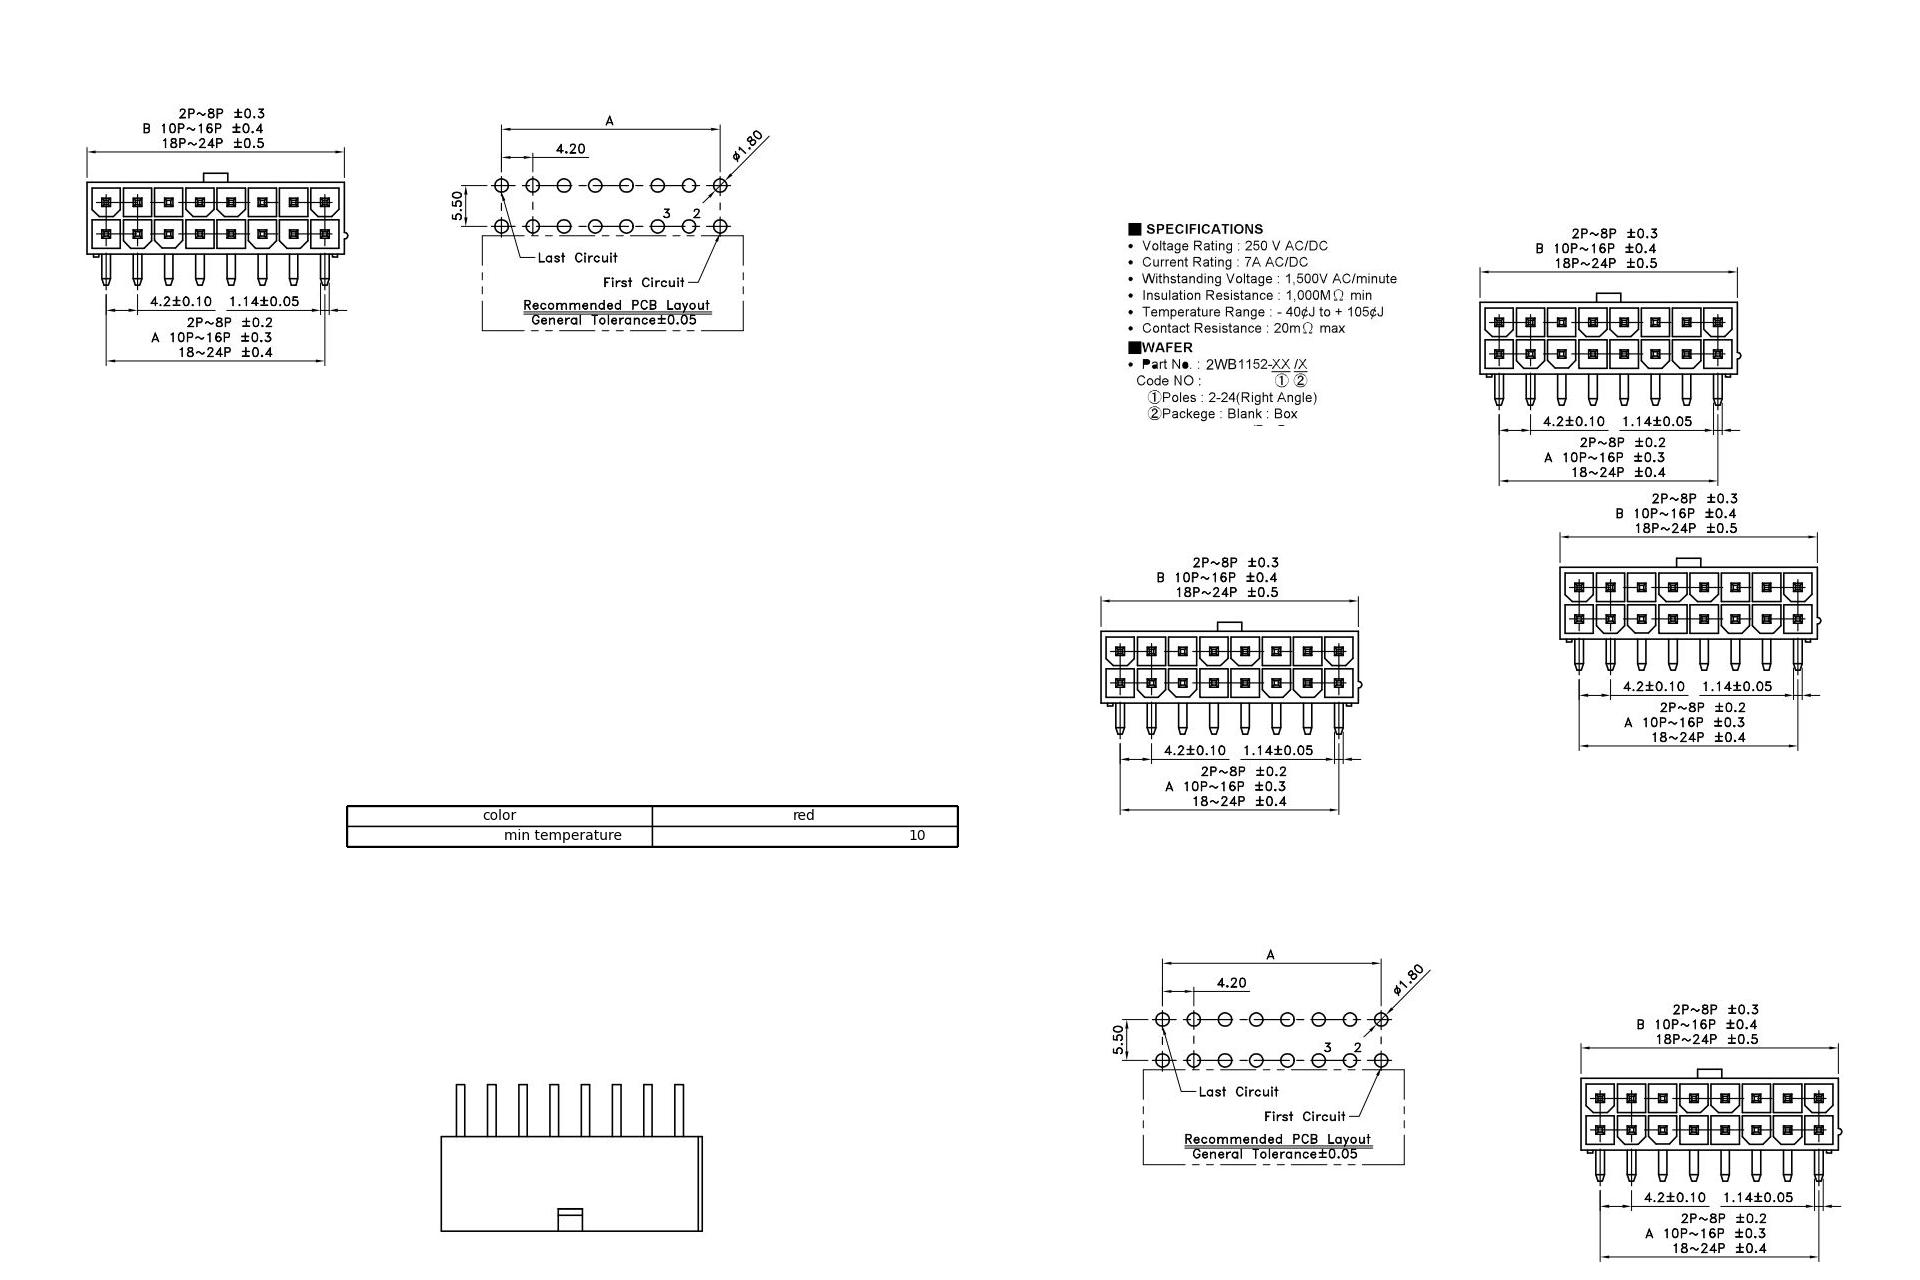 2P~8P ±0.3
B 10P~16P ±0.4
18P~24P ±0.5
4.2±0.10 1.14±0.05
2P~8P ±0.2
A 10P~16P ±0.3
18~24P ±0.4
A
4.20
ø1.80
5.50
3 2
Last Circuit
First Circuit
Recommended PCB Layout
General Tolerance±0.05
■ SPECIFICATIONS
• Voltage Rating : 250 V AC/DC
• Current Rating : 7A AC/DC
• Withstanding Voltage : 1,500V AC/minute
• Insulation Resistance : 1,000MΩ min
• Temperature Range : - 40¢J to + 105¢J
• Contact Resistance : 20mΩ max
■WAFER
• Part No. : 2WB1152-XX /X
Code NO : ① ②
①Poles : 2-24(Right Angle)
②Packege : Blank : Box
2P~8P ±0.3
B 10P~16P ±0.4
18P~24P ±0.5
4.2±0.10 1.14±0.05
2P~8P ±0.2
A 10P~16P ±0.3
18~24P ±0.4
2P~8P ±0.3
B 10P~16P ±0.4
18P~24P ±0.5
4.2±0.10 1.14±0.05
2P~8P ±0.2
A 10P~16P ±0.3
18~24P ±0.4
2P~8P ±0.3
B 10P~16P ±0.4
18P~24P ±0.5
4.2±0.10 1.14±0.05
2P~8P ±0.2
A 10P~16P ±0.3
18~24P ±0.4
color red
min temperature 10
A
4.20
ø1.80
5.50
3 2
Last Circuit
First Circuit
Recommended PCB Layout
General Tolerance±0.05
2P~8P ±0.3
B 10P~16P ±0.4
18P~24P ±0.5
4.2±0.10 1.14±0.05
2P~8P ±0.2
A 10P~16P ±0.3
18~24P ±0.4